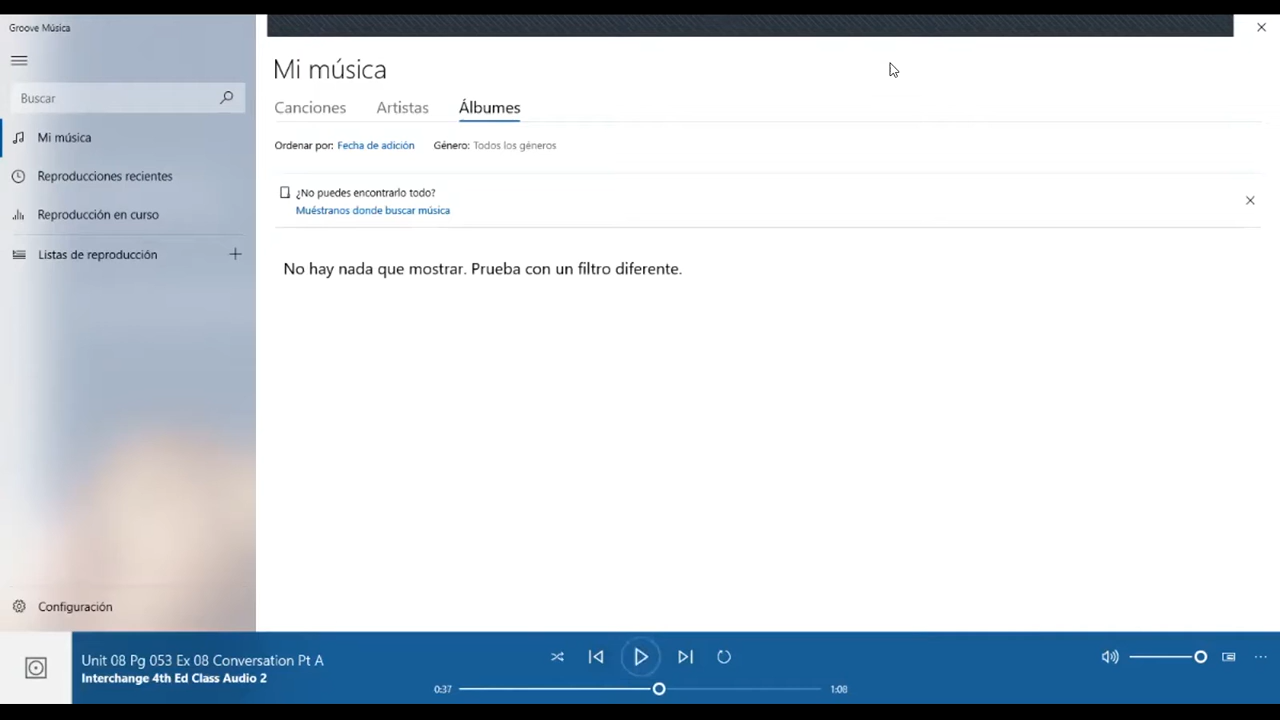 Groove Música
Buscar
Mi música
Reproducciones recientes
Reproducción en curso
Listas de reproducción
Configuración
Mi música
Canciones Artistas Álbumes
Ordenar por: Fecha de adición Género: Todos los géneros
¿No puedes encontrarlo todo?
Muéstranos donde buscar música
No hay nada que mostrar. Prueba con un filtro diferente.
Unit 08 Pg 053 Ex 08 Conversation Pt A
Interchange 4th Ed Class Audio 2
0:37 1:08